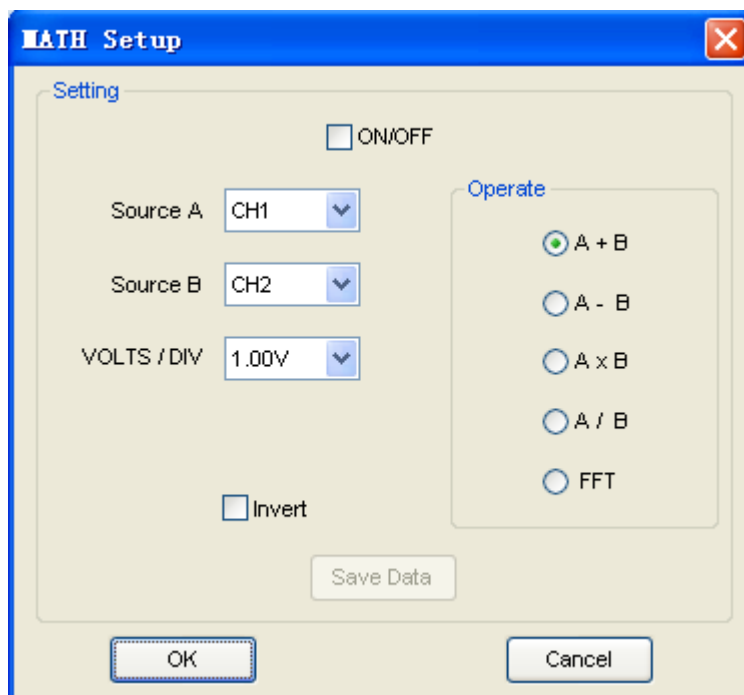 MATH Setup
Setting
ON/OFF
Source A CH1
Source B CH2
VOLTS / DIV 1.00V
Invert
Operate
A + B
A - B
A x B
A / B
FFT
Save Data
OK
Cancel